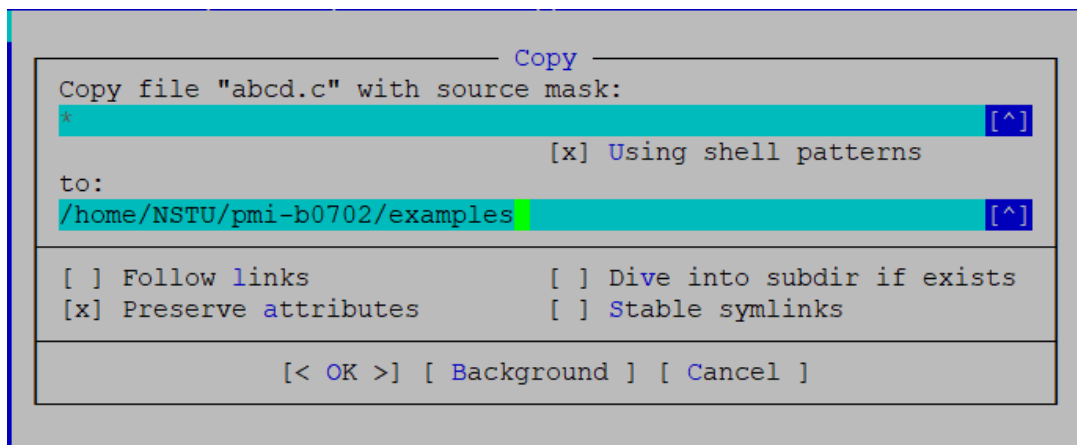 Copy
Copy file "abcd.c" with source mask:
* [^]
[x] Using shell patterns
to:
/home/NSTU/pmi-b0702/examples [^]
[ ] Follow links [ ] Dive into subdir if exists
[x] Preserve attributes [ ] Stable symlinks
[< OK >] [ Background ] [ Cancel ]